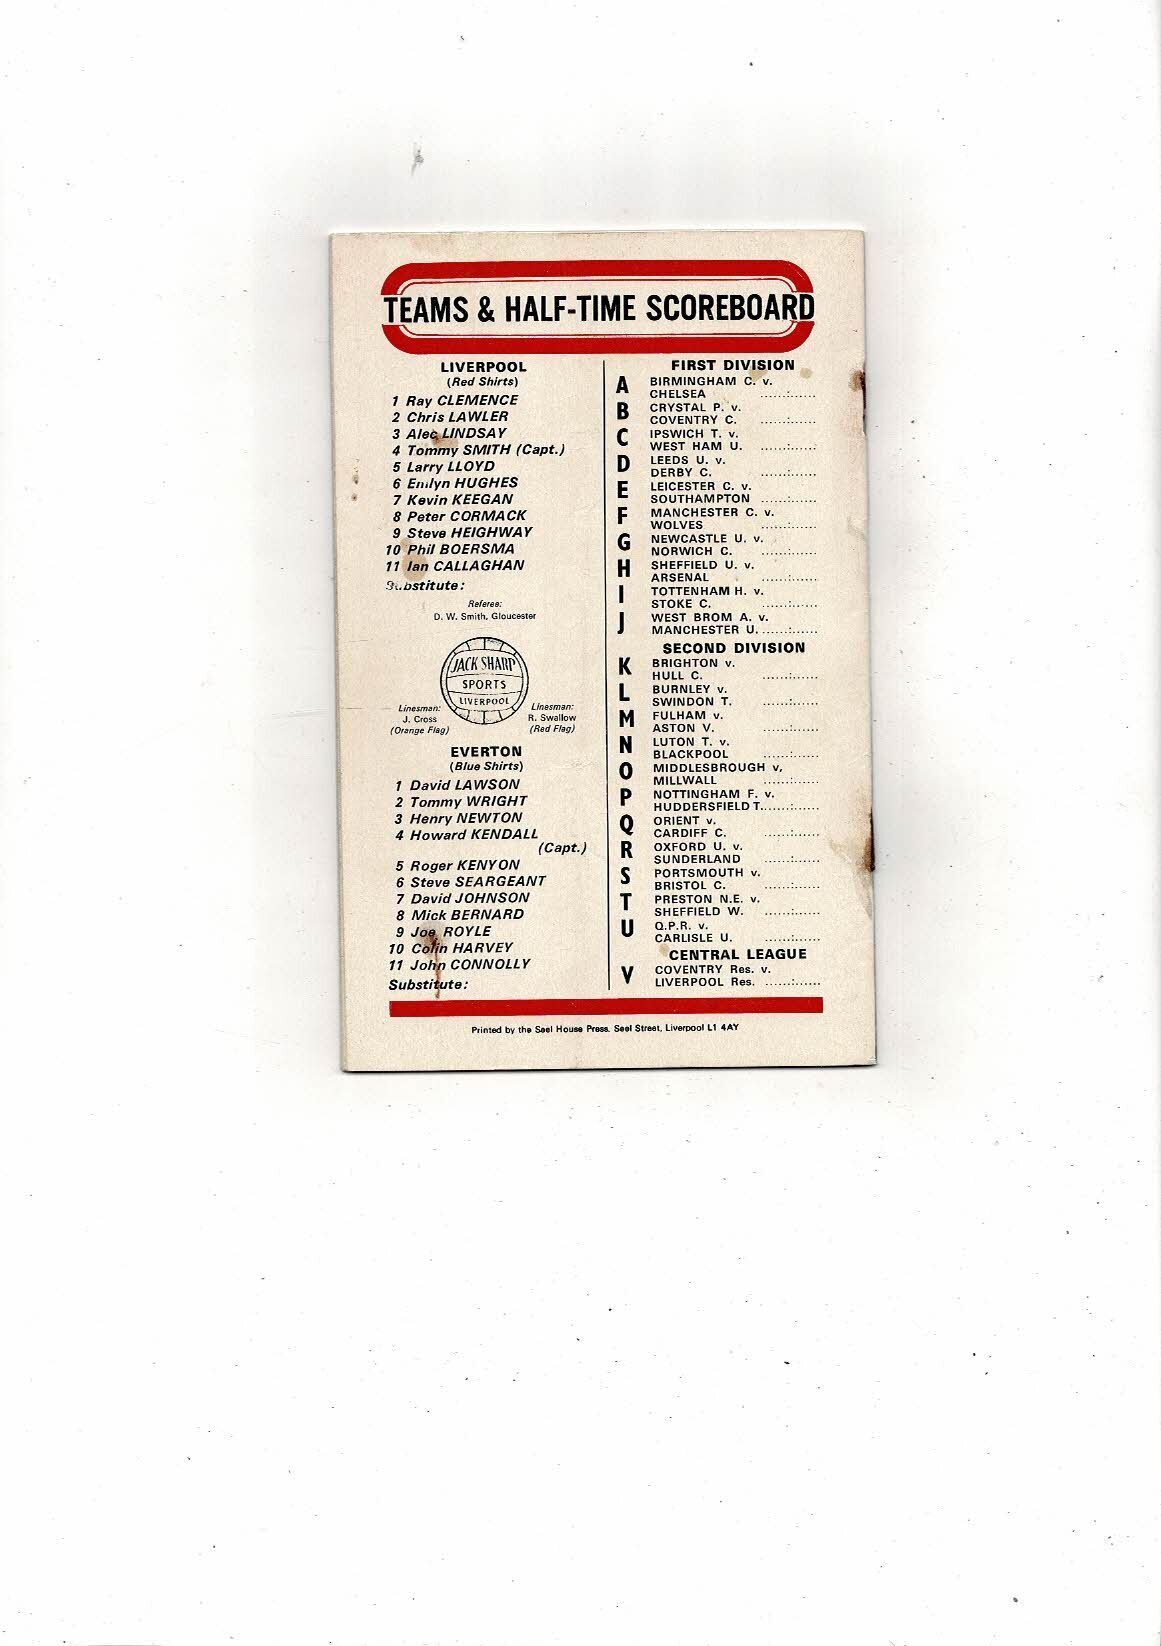 TEAMS & HALF-TIME SCOREBOARD
LIVERPOOL
(Red Shirts)
1 Ray CLEMENCE
2 Chris LAWLER
3 Alec LINDSAY
4 Tommy SMITH (Capt.)
5 Larry LLOYD
6 Emlyn HUGHES
7 Kevin KEEGAN
8 Peter CORMACK
9 Steve HEIGHWAY
10 Phil BOERSMA
11 Ian CALLAGHAN
Substitute:
Referee:
D. W. Smith, Gloucester
JACK SHARP
SPORTS
LIVERPOOL
Linesman:
J. Cross
(Orange Flag)
Linesman:
R. Swallow
(Red Flag)
EVERTON
(Blue Shirts)
1 David LAWSON
2 Tommy WRIGHT
3 Henry NEWTON
4 Howard KENDALL
(Capt.)
5 Roger KENYON
6 Steve SEARGEANT
7 David JOHNSON
8 Mick BERNARD
9 Joe ROYLE
10 Colin HARVEY
11 John CONNOLLY
Substitute:
FIRST DIVISION
A BIRMINGHAM C. v.
CHELSEA ......:......
B CRYSTAL P. v.
COVENTRY C. ......:......
C IPSWICH T. v.
WEST HAM U. ......:......
D LEEDS U. v.
DERBY C. ......:......
E LEICESTER C. v.
SOUTHAMPTON ......:......
F MANCHESTER C. v.
WOLVES ......:......
G NEWCASTLE U. v.
NORWICH C. ......:......
H SHEFFIELD U. v.
ARSENAL ......:......
I TOTTENHAM H. v.
STOKE C. ......:......
J WEST BROM A. v.
MANCHESTER U. ......:......
SECOND DIVISION
K BRIGHTON v.
HULL C. ......:......
L BURNLEY v.
SWINDON T. ......:......
M FULHAM v.
ASTON V. ......:......
N LUTON T. v.
BLACKPOOL ......:......
O MIDDLESBROUGH v.
MILLWALL ......:......
P NOTTINGHAM F. v.
HUDDERSFIELD T. ......:......
Q ORIENT v.
CARDIFF C. ......:......
R OXFORD U. v.
SUNDERLAND ......:......
S PORTSMOUTH v.
BRISTOL C. ......:......
T PRESTON N.E. v.
SHEFFIELD W. ......:......
U Q.P.R. v.
CARLISLE U. ......:......
CENTRAL LEAGUE
V COVENTRY Res. v.
LIVERPOOL Res. ......:......
Printed by the Seel House Press, Seel Street, Liverpool L1 4AY